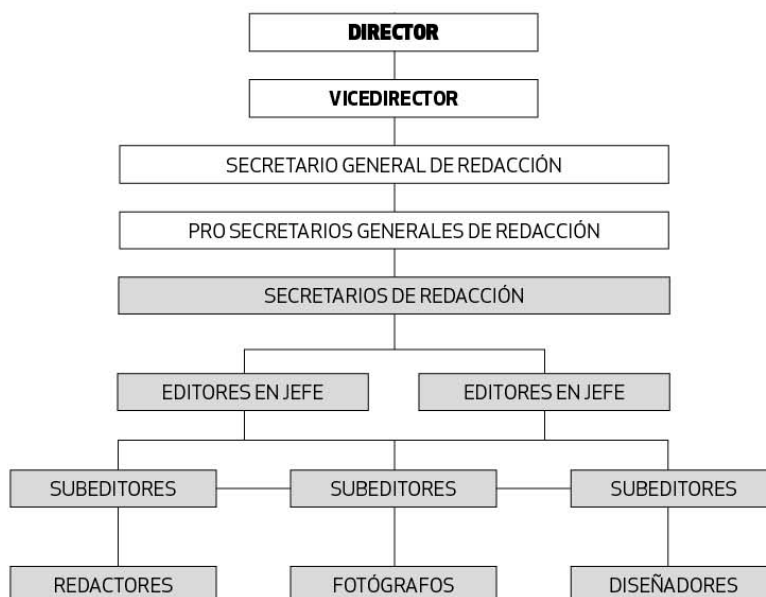 DIRECTOR
VICEDIRECTOR
SECRETARIO GENERAL DE REDACCIÓN
PRO SECRETARIOS GENERALES DE REDACCIÓN
SECRETARIOS DE REDACCIÓN
EDITORES EN JEFE
EDITORES EN JEFE
SUBEDITORES
SUBEDITORES
SUBEDITORES
REDACTORES
FOTÓGRAFOS
DISEÑADORES